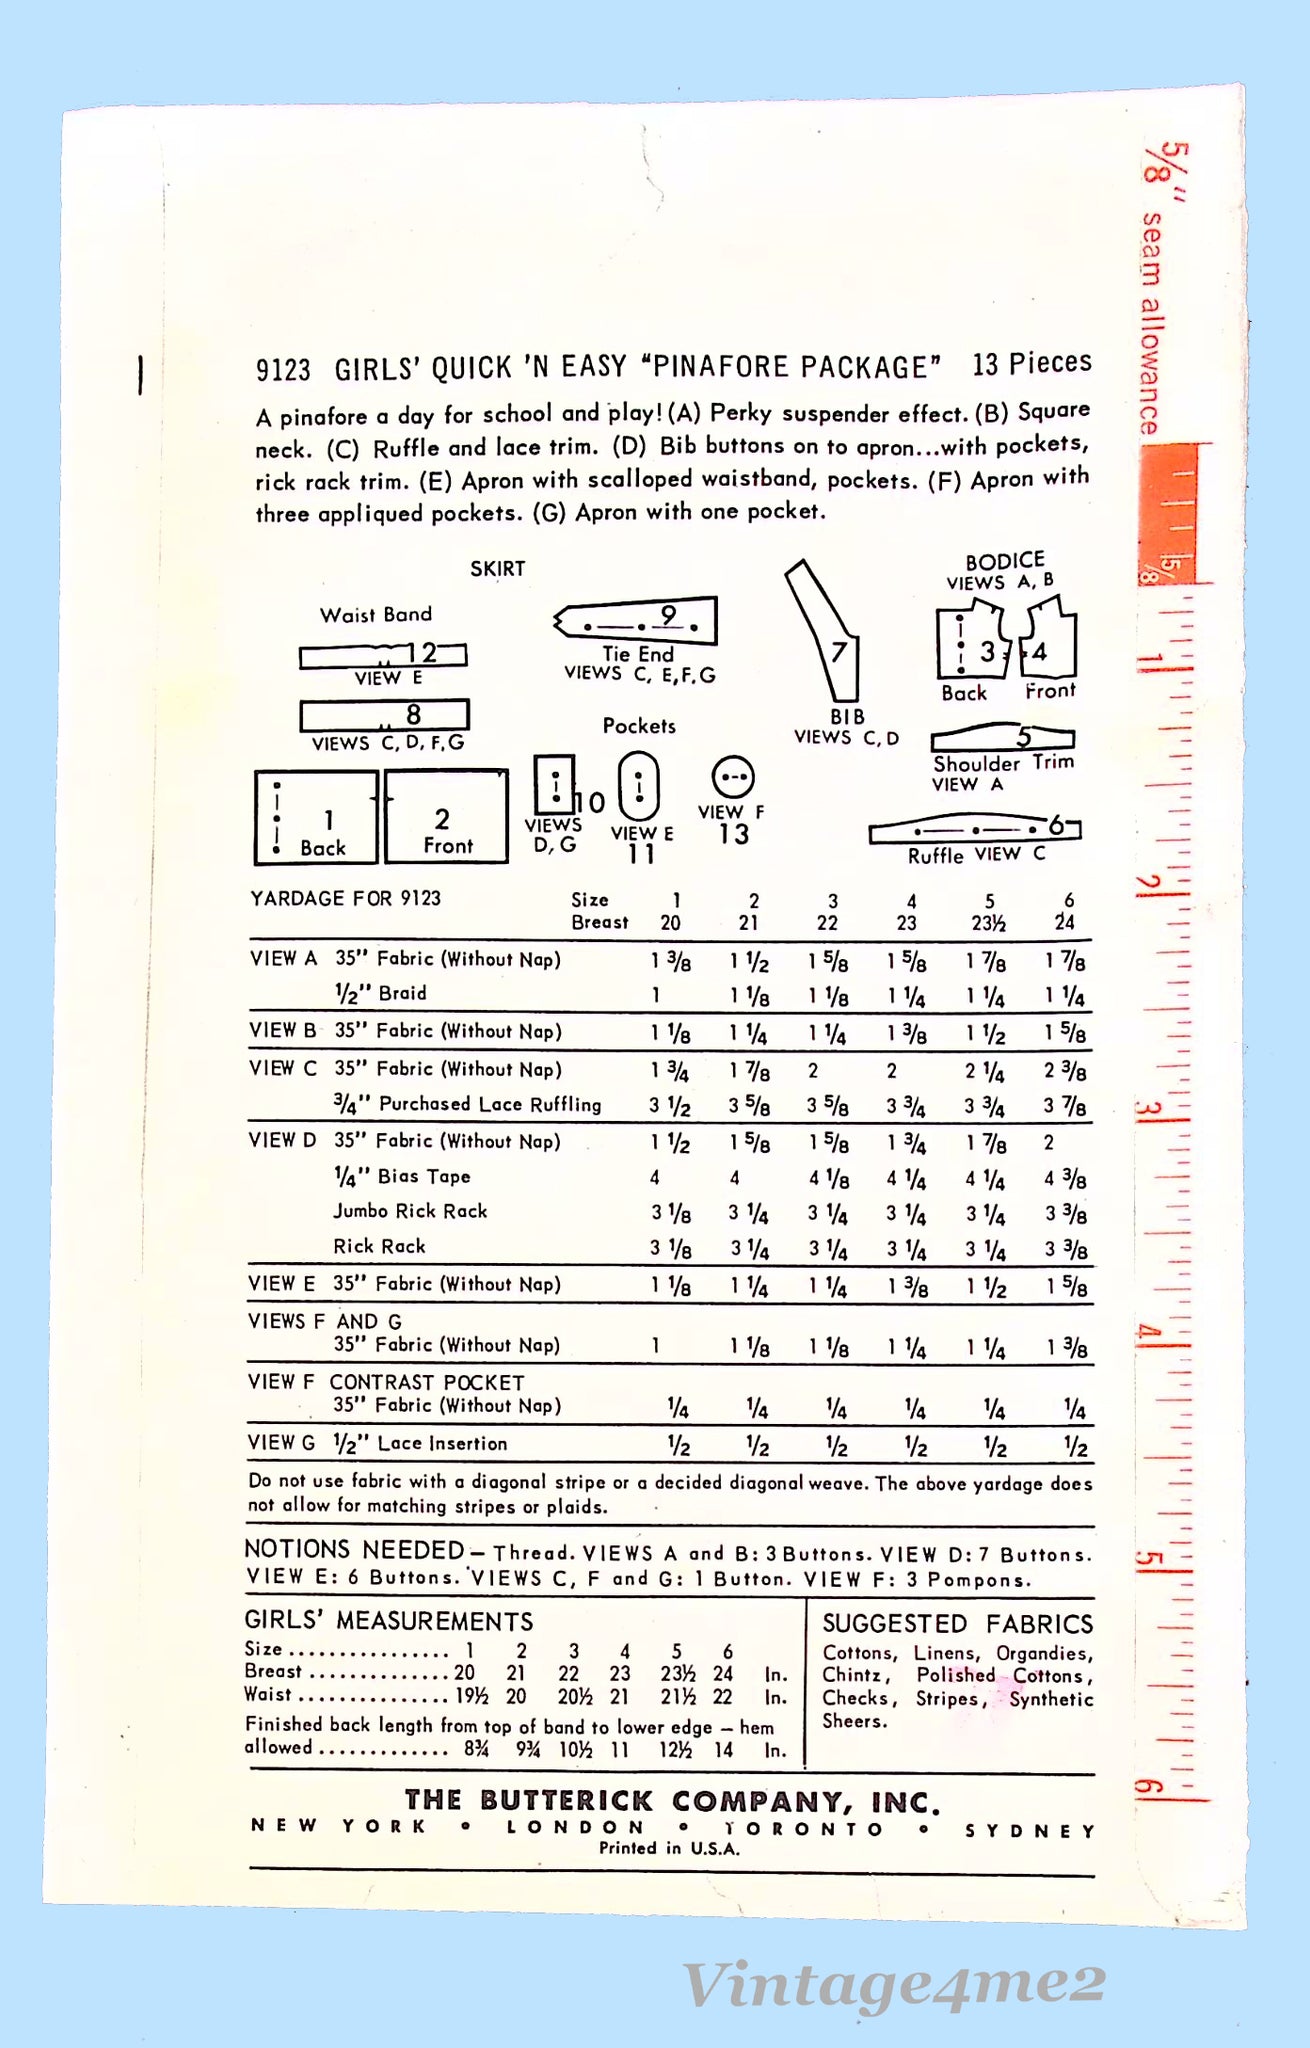 5/8" seam allowance
9123 GIRLS' QUICK 'N EASY "PINAFORE PACKAGE" 13 Pieces
A pinafore a day for school and play! (A) Perky suspender effect. (B) Square
neck. (C) Ruffle and lace trim. (D) Bib buttons on to apron...with pockets,
rick rack trim. (E) Apron with scalloped waistband, pockets. (F) Apron with
three appliqued pockets. (G) Apron with one pocket.
SKIRT
Waist Band
12
VIEW E
8
VIEWS C, D, F, G
1
Back
2
Front
9
Tie End
VIEWS C, E, F, G
Pockets
10
VIEWS
D, G
VIEW E
11
VIEW F
13
7
BIB
VIEWS C, D
BODICE
VIEWS A, B
3 4
Back Front
5
Shoulder Trim
VIEW A
6
Ruffle VIEW C
YARDAGE FOR 9123 Size 1 2 3 4 5 6
Breast 20 21 22 23 23½ 24
VIEW A 35" Fabric (Without Nap) 1 3/8 1 1/2 1 5/8 1 5/8 1 7/8 1 7/8
1/2" Braid 1 1 1/8 1 1/8 1 1/4 1 1/4 1 1/4
VIEW B 35" Fabric (Without Nap) 1 1/8 1 1/4 1 1/4 1 3/8 1 1/2 1 5/8
VIEW C 35" Fabric (Without Nap) 1 3/4 1 7/8 2 2 2 1/4 2 3/8
3/4" Purchased Lace Ruffling 3 1/2 3 5/8 3 5/8 3 3/4 3 3/4 3 7/8
VIEW D 35" Fabric (Without Nap) 1 1/2 1 5/8 1 5/8 1 3/4 1 7/8 2
1/4" Bias Tape 4 4 4 1/8 4 1/4 4 1/4 4 3/8
Jumbo Rick Rack 3 1/8 3 1/4 3 1/4 3 1/4 3 1/4 3 3/8
Rick Rack 3 1/8 3 1/4 3 1/4 3 1/4 3 1/4 3 3/8
VIEW E 35" Fabric (Without Nap) 1 1/8 1 1/4 1 1/4 1 3/8 1 1/2 1 5/8
VIEWS F AND G
35" Fabric (Without Nap) 1 1 1/8 1 1/8 1 1/4 1 1/4 1 3/8
VIEW F CONTRAST POCKET
35" Fabric (Without Nap) 1/4 1/4 1/4 1/4 1/4 1/4
VIEW G 1/2" Lace Insertion 1/2 1/2 1/2 1/2 1/2 1/2
Do not use fabric with a diagonal stripe or a decided diagonal weave. The above yardage does
not allow for matching stripes or plaids.
NOTIONS NEEDED – Thread. VIEWS A and B: 3 Buttons. VIEW D: 7 Buttons.
VIEW E: 6 Buttons. VIEWS C, F and G: 1 Button. VIEW F: 3 Pompons.
GIRLS' MEASUREMENTS
Size ................ 1 2 3 4 5 6
Breast .............. 20 21 22 23 23½ 24 In.
Waist ............... 19½ 20 20½ 21 21½ 22 In.
Finished back length from top of band to lower edge – hem
allowed ............. 8¾ 9¾ 10½ 11 12½ 14 In.
SUGGESTED FABRICS
Cottons, Linens, Organdies,
Chintz, Polished Cottons,
Checks, Stripes, Synthetic
Sheers.
THE BUTTERICK COMPANY, INC.
NEW YORK • LONDON • TORONTO • SYDNEY
Printed in U.S.A.
5/8
1
2
3
4
5
6
Vintage4me2